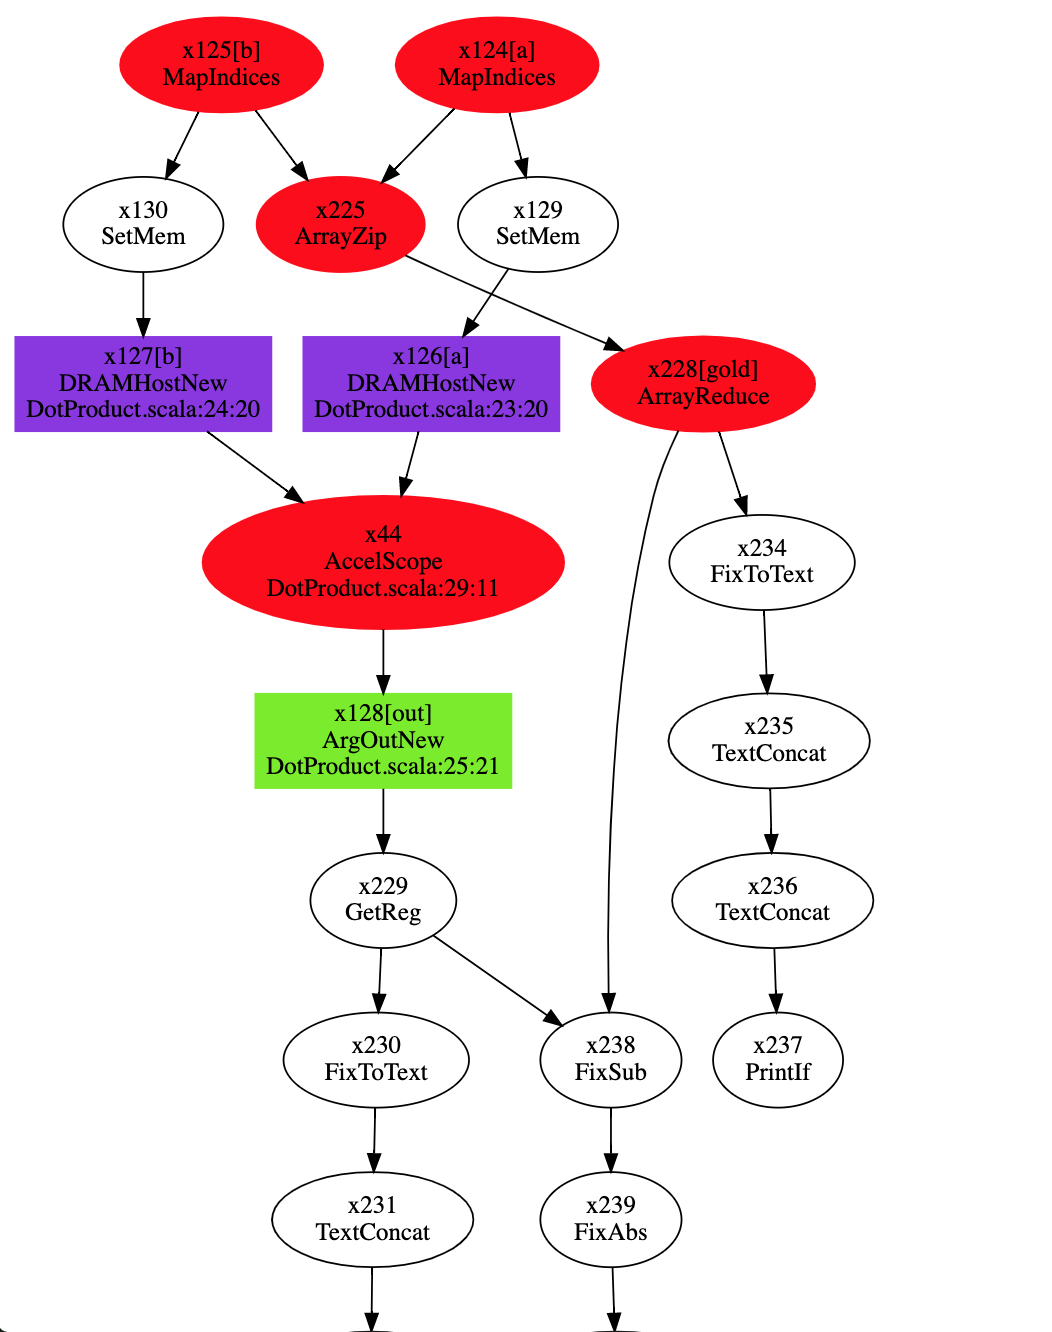 x125[b]
MapIndices
x124[a]
MapIndices
x130
SetMem
x225
ArrayZip
x129
SetMem
x127[b]
DRAMHostNew
DotProduct.scala:24:20
x126[a]
DRAMHostNew
DotProduct.scala:23:20
x228[gold]
ArrayReduce
x44
AccelScope
DotProduct.scala:29:11
x234
FixToText
x128[out]
ArgOutNew
DotProduct.scala:25:21
x235
TextConcat
x229
GetReg
x236
TextConcat
x230
FixToText
x238
FixSub
x237
PrintIf
x231
TextConcat
x239
FixAbs